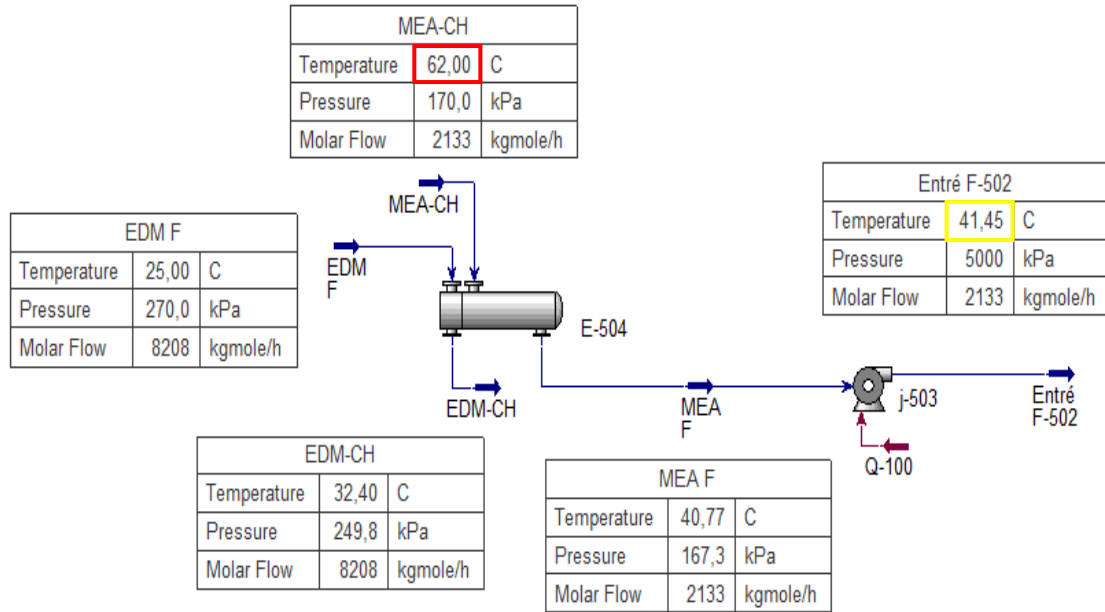 MEA-CH
Temperature 62,00 C
Pressure 170,0 kPa
Molar Flow 2133 kgmole/h
MEA-CH
Entré F-502
Temperature 41,45 C
Pressure 5000 kPa
Molar Flow 2133 kgmole/h
EDM F
Temperature 25,00 C
Pressure 270,0 kPa
Molar Flow 8208 kgmole/h
EDM
F
E-504
EDM-CH
MEA
F
j-503
Entré
F-502
Q-100
EDM-CH
Temperature 32,40 C
Pressure 249,8 kPa
Molar Flow 8208 kgmole/h
MEA F
Temperature 40,77 C
Pressure 167,3 kPa
Molar Flow 2133 kgmole/h